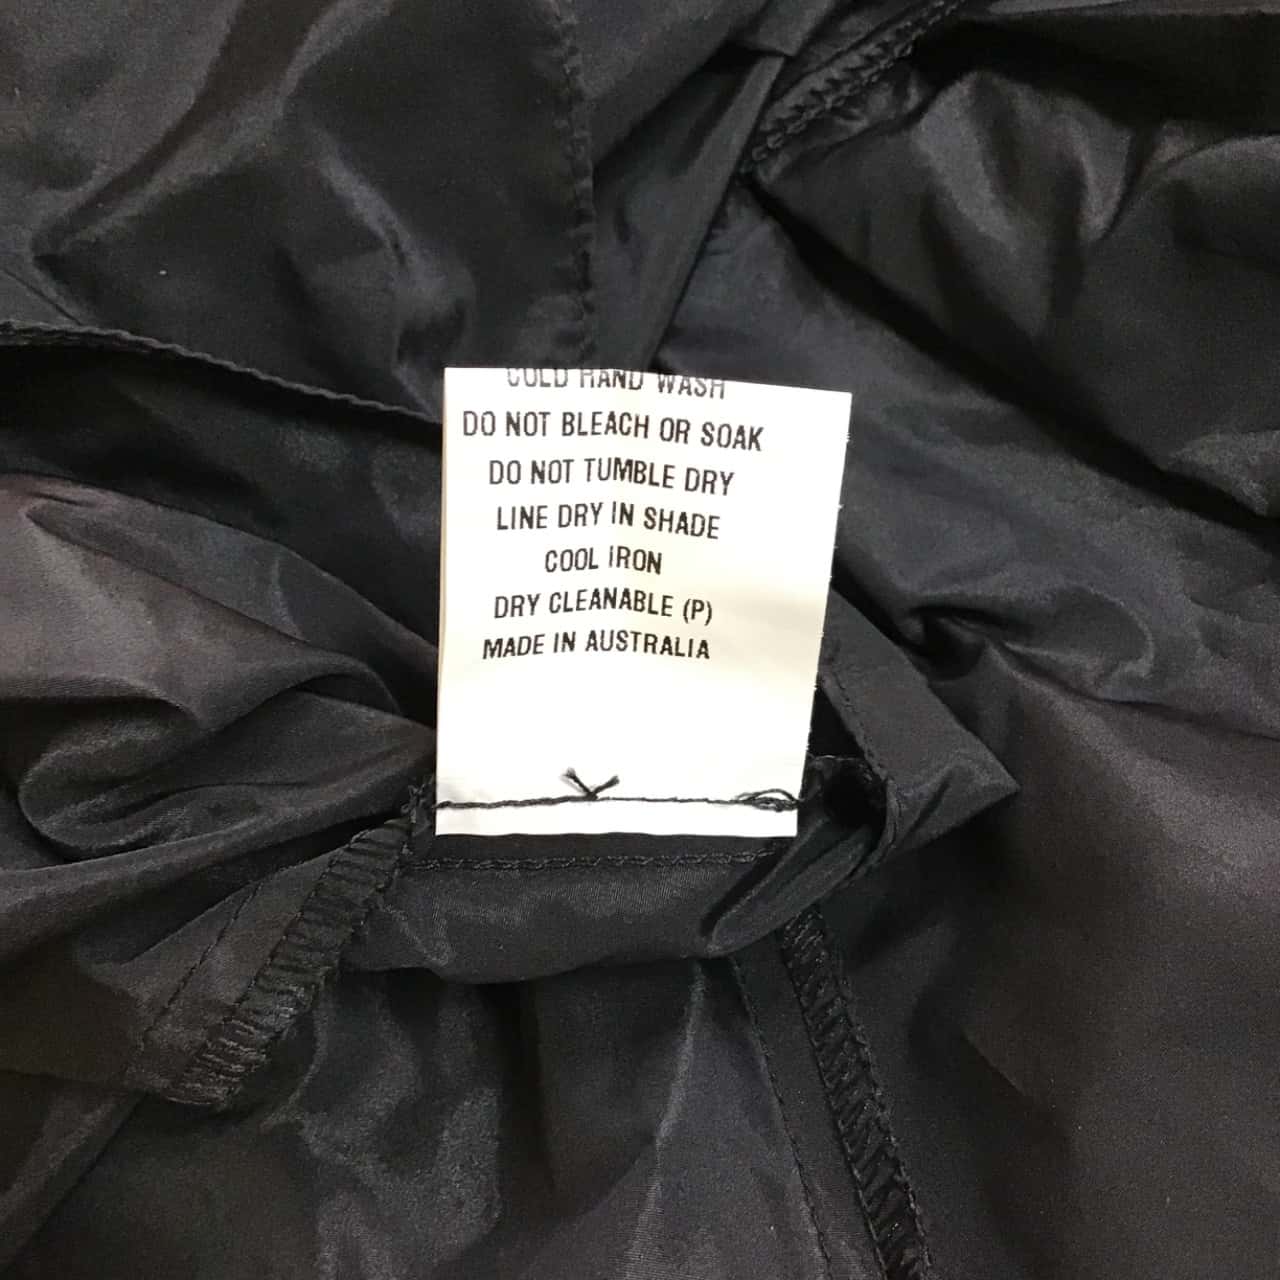 COLD HAND WASH
DO NOT BLEACH OR SOAK
DO NOT TUMBLE DRY
LINE DRY IN SHADE
COOL IRON
DRY CLEANABLE (P)
MADE IN AUSTRALIA